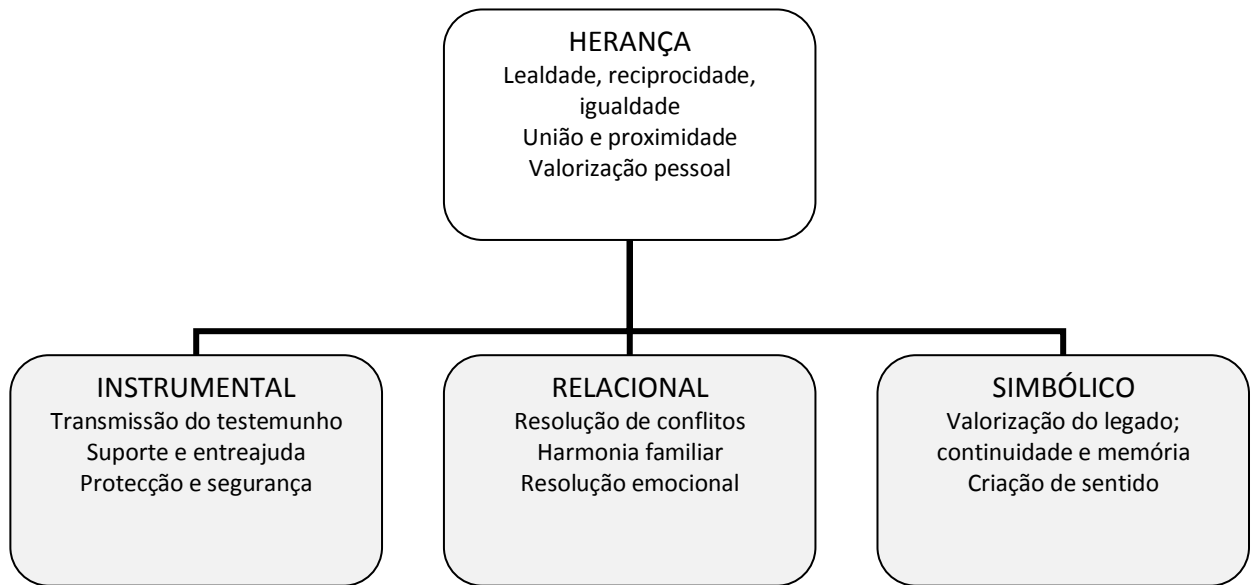 HERANÇA
Lealdade, reciprocidade,
igualdade
União e proximidade
Valorização pessoal
INSTRUMENTAL
Transmissão do testemunho
Suporte e entreajuda
Protecção e segurança
RELACIONAL
Resolução de conflitos
Harmonia familiar
Resolução emocional
SIMBÓLICO
Valorização do legado;
continuidade e memória
Criação de sentido